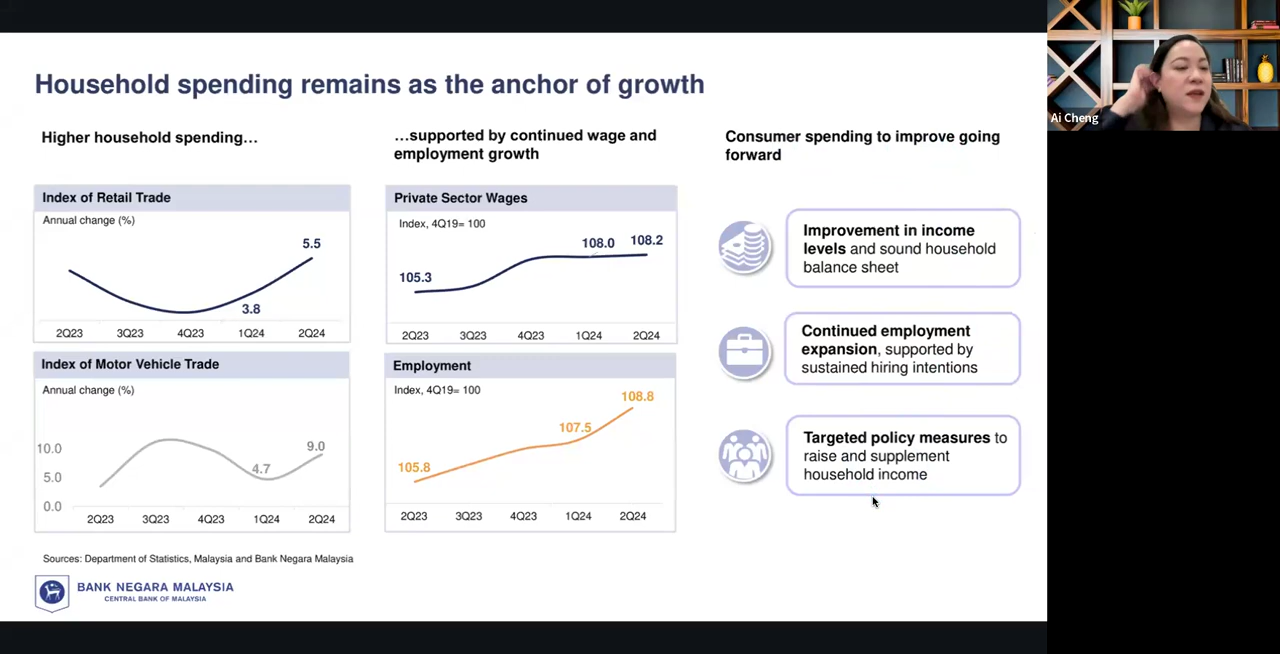 Household spending remains as the anchor of growth
Higher household spending…
Index of Retail Trade
Annual change (%)
5.5
3.8
2Q23 3Q23 4Q23 1Q24 2Q24
Index of Motor Vehicle Trade
Annual change (%)
10.0
5.0
0.0
4.7
9.0
2Q23 3Q23 4Q23 1Q24 2Q24
…supported by continued wage and
employment growth
Private Sector Wages
Index, 4Q19= 100
105.3
108.0
108.2
2Q23 3Q23 4Q23 1Q24 2Q24
Employment
Index, 4Q19= 100
105.8
107.5
108.8
2Q23 3Q23 4Q23 1Q24 2Q24
Consumer spending to improve going
forward
Improvement in income
levels and sound household
balance sheet
Continued employment
expansion, supported by
sustained hiring intentions
Targeted policy measures to
raise and supplement
household income
Sources: Department of Statistics, Malaysia and Bank Negara Malaysia
BANK NEGARA MALAYSIA
CENTRAL BANK OF MALAYSIA
Ai Cheng